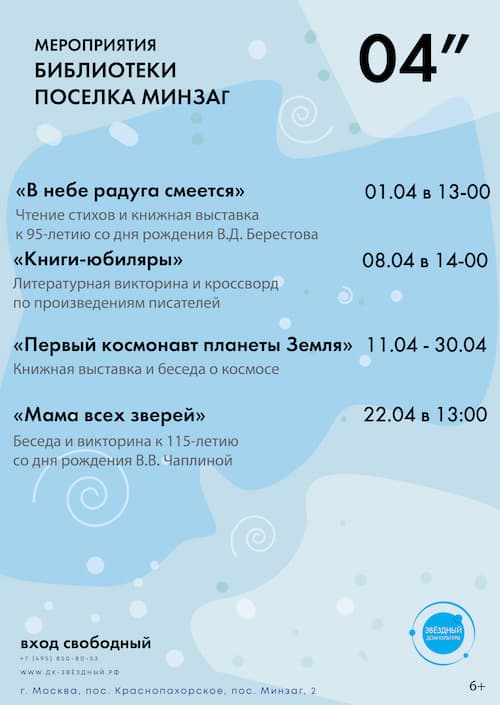 МЕРОПРИЯТИЯ
БИБЛИОТЕКИ
ПОСЕЛКА МИНЗАГ
04”
«В небе радуга смеется»
01.04 в 13-00
Чтение стихов и книжная выставка
к 95-летию со дня рождения В.Д. Берестова
«Книги-юбиляры»
08.04 в 14-00
Литературная викторина и кроссворд
по произведениям писателей
«Первый космонавт планеты Земля»
11.04 - 30.04
Книжная выставка и беседа о космосе
«Мама всех зверей»
22.04 в 13:00
Беседа и викторина к 115-летию
со дня рождения В.В. Чаплиной
ЗВЁЗДНЫЙ
ДОМ КУЛЬТУРЫ
вход свободный
+7 (495) 850-80-53
WWW.ДК-ЗВЁЗДНЫЙ.РФ
г. Москва, пос. Краснопахорское, пос. Минзаг, 2
6+